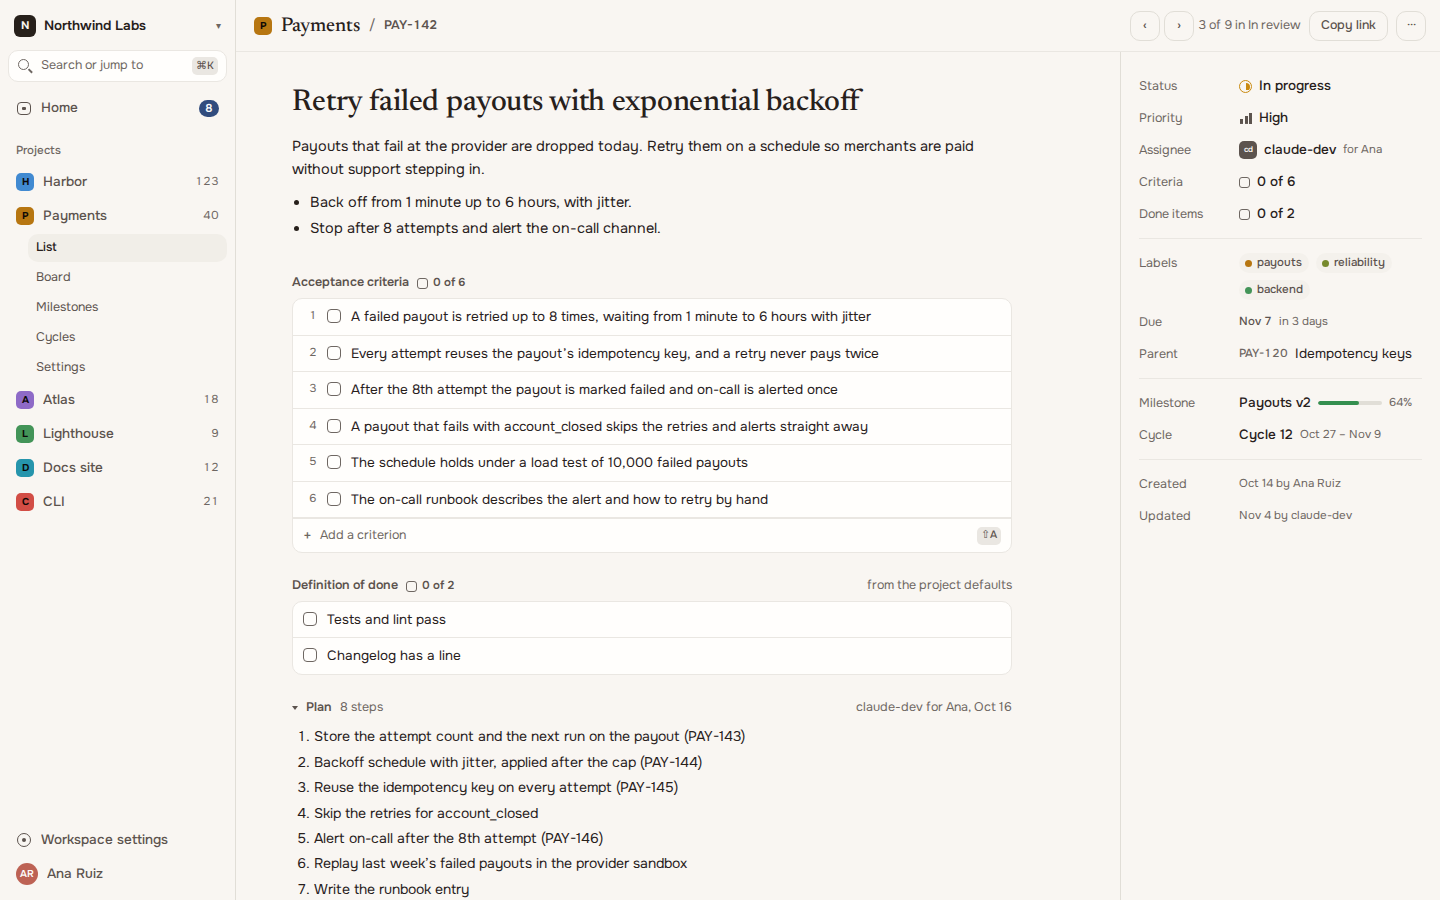 N Northwind Labs ▾
Search or jump to ⌘K
Home 8
Projects
H Harbor 123
P Payments 40
List
Board
Milestones
Cycles
Settings
A Atlas 18
L Lighthouse 9
D Docs site 12
C CLI 21
Workspace settings
AR Ana Ruiz
P Payments / PAY-142
‹ › 3 of 9 in In review Copy link ···
Retry failed payouts with exponential backoff
Payouts that fail at the provider are dropped today. Retry them on a schedule so merchants are paid
without support stepping in.
• Back off from 1 minute up to 6 hours, with jitter.
• Stop after 8 attempts and alert the on-call channel.
Acceptance criteria 0 of 6
1 A failed payout is retried up to 8 times, waiting from 1 minute to 6 hours with jitter
2 Every attempt reuses the payout's idempotency key, and a retry never pays twice
3 After the 8th attempt the payout is marked failed and on-call is alerted once
4 A payout that fails with account_closed skips the retries and alerts straight away
5 The schedule holds under a load test of 10,000 failed payouts
6 The on-call runbook describes the alert and how to retry by hand
+ Add a criterion ⇧A
Definition of done 0 of 2 from the project defaults
Tests and lint pass
Changelog has a line
Plan 8 steps claude-dev for Ana, Oct 16
1. Store the attempt count and the next run on the payout (PAY-143)
2. Backoff schedule with jitter, applied after the cap (PAY-144)
3. Reuse the idempotency key on every attempt (PAY-145)
4. Skip the retries for account_closed
5. Alert on-call after the 8th attempt (PAY-146)
6. Replay last week's failed payouts in the provider sandbox
7. Write the runbook entry
Status In progress
Priority High
Assignee cd claude-dev for Ana
Criteria 0 of 6
Done items 0 of 2
Labels payouts reliability
backend
Due Nov 7 in 3 days
Parent PAY-120 Idempotency keys
Milestone Payouts v2 64%
Cycle Cycle 12 Oct 27 – Nov 9
Created Oct 14 by Ana Ruiz
Updated Nov 4 by claude-dev